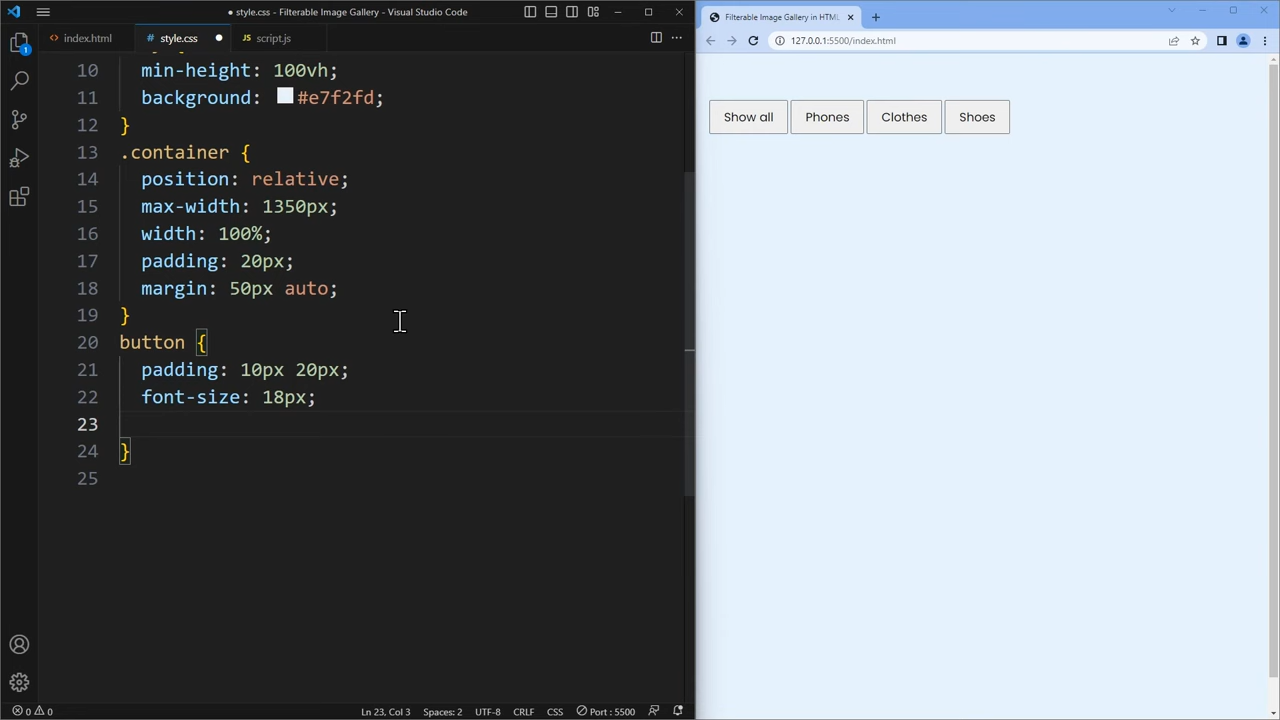 style.css - Filterable Image Gallery - Visual Studio Code
index.html
style.css
script.js
10 min-height: 100vh;
11 background: #e7f2fd;
12 }
13 .container {
14 position: relative;
15 max-width: 1350px;
16 width: 100%;
17 padding: 20px;
18 margin: 50px auto;
19 }
20 button {
21 padding: 10px 20px;
22 font-size: 18px;
23
24 }
25
1
0 0
Ln 23, Col 3
Spaces: 2
UTF-8
CRLF
CSS
Port : 5500
Filterable Image Gallery in HTML
127.0.0.1:5500/index.html
Show all
Phones
Clothes
Shoes